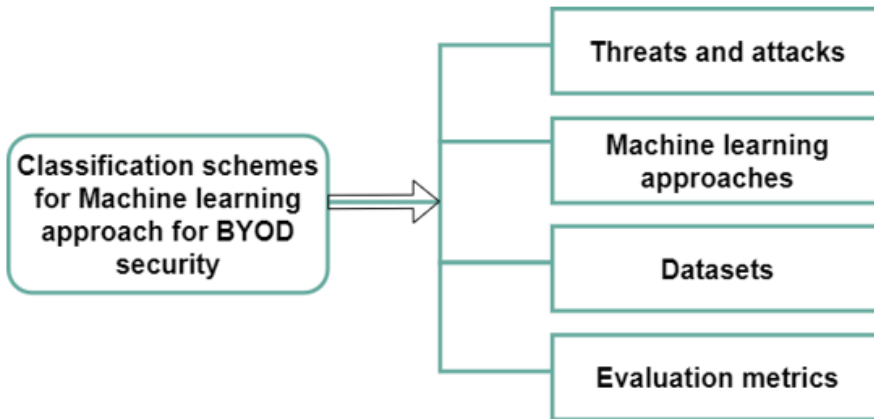 Classification schemes
for Machine learning
approach for BYOD
security
Threats and attacks
Machine learning
approaches
Datasets
Evaluation metrics